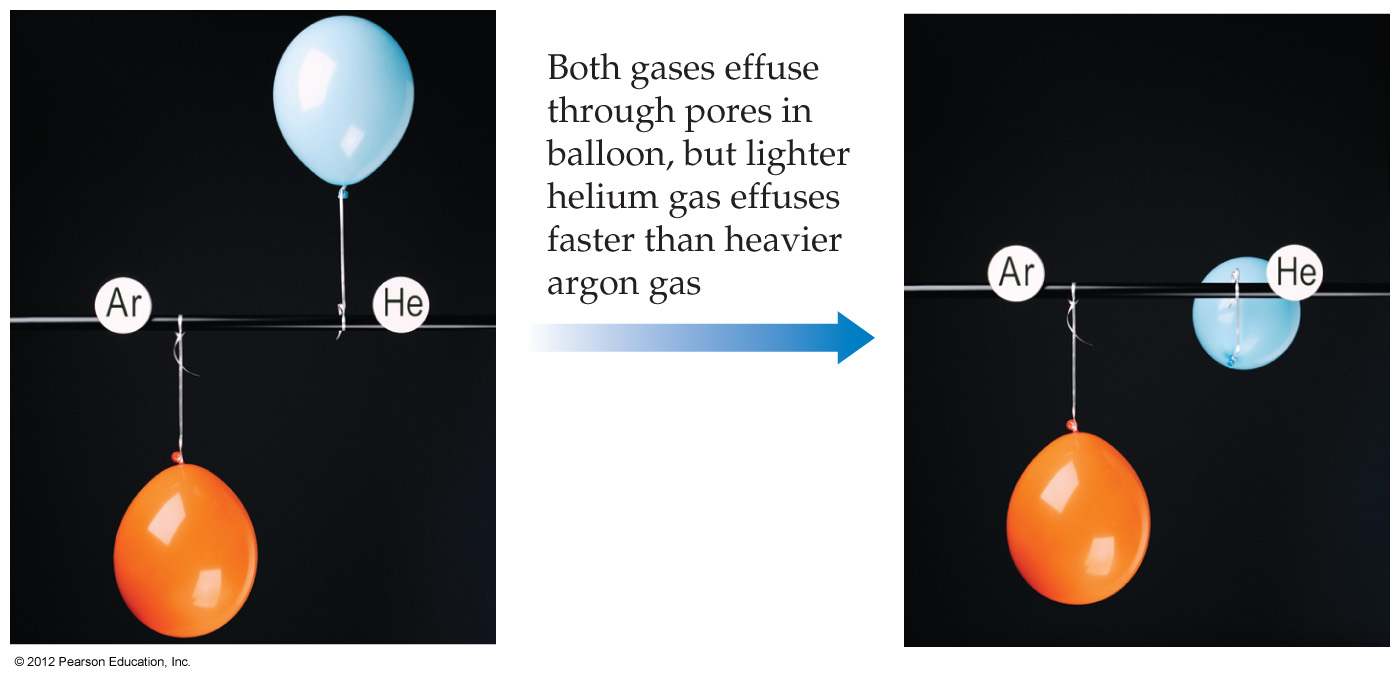 Ar
He
Both gases effuse
through pores in
balloon, but lighter
helium gas effuses
faster than heavier
argon gas
Ar
He
© 2012 Pearson Education, Inc.